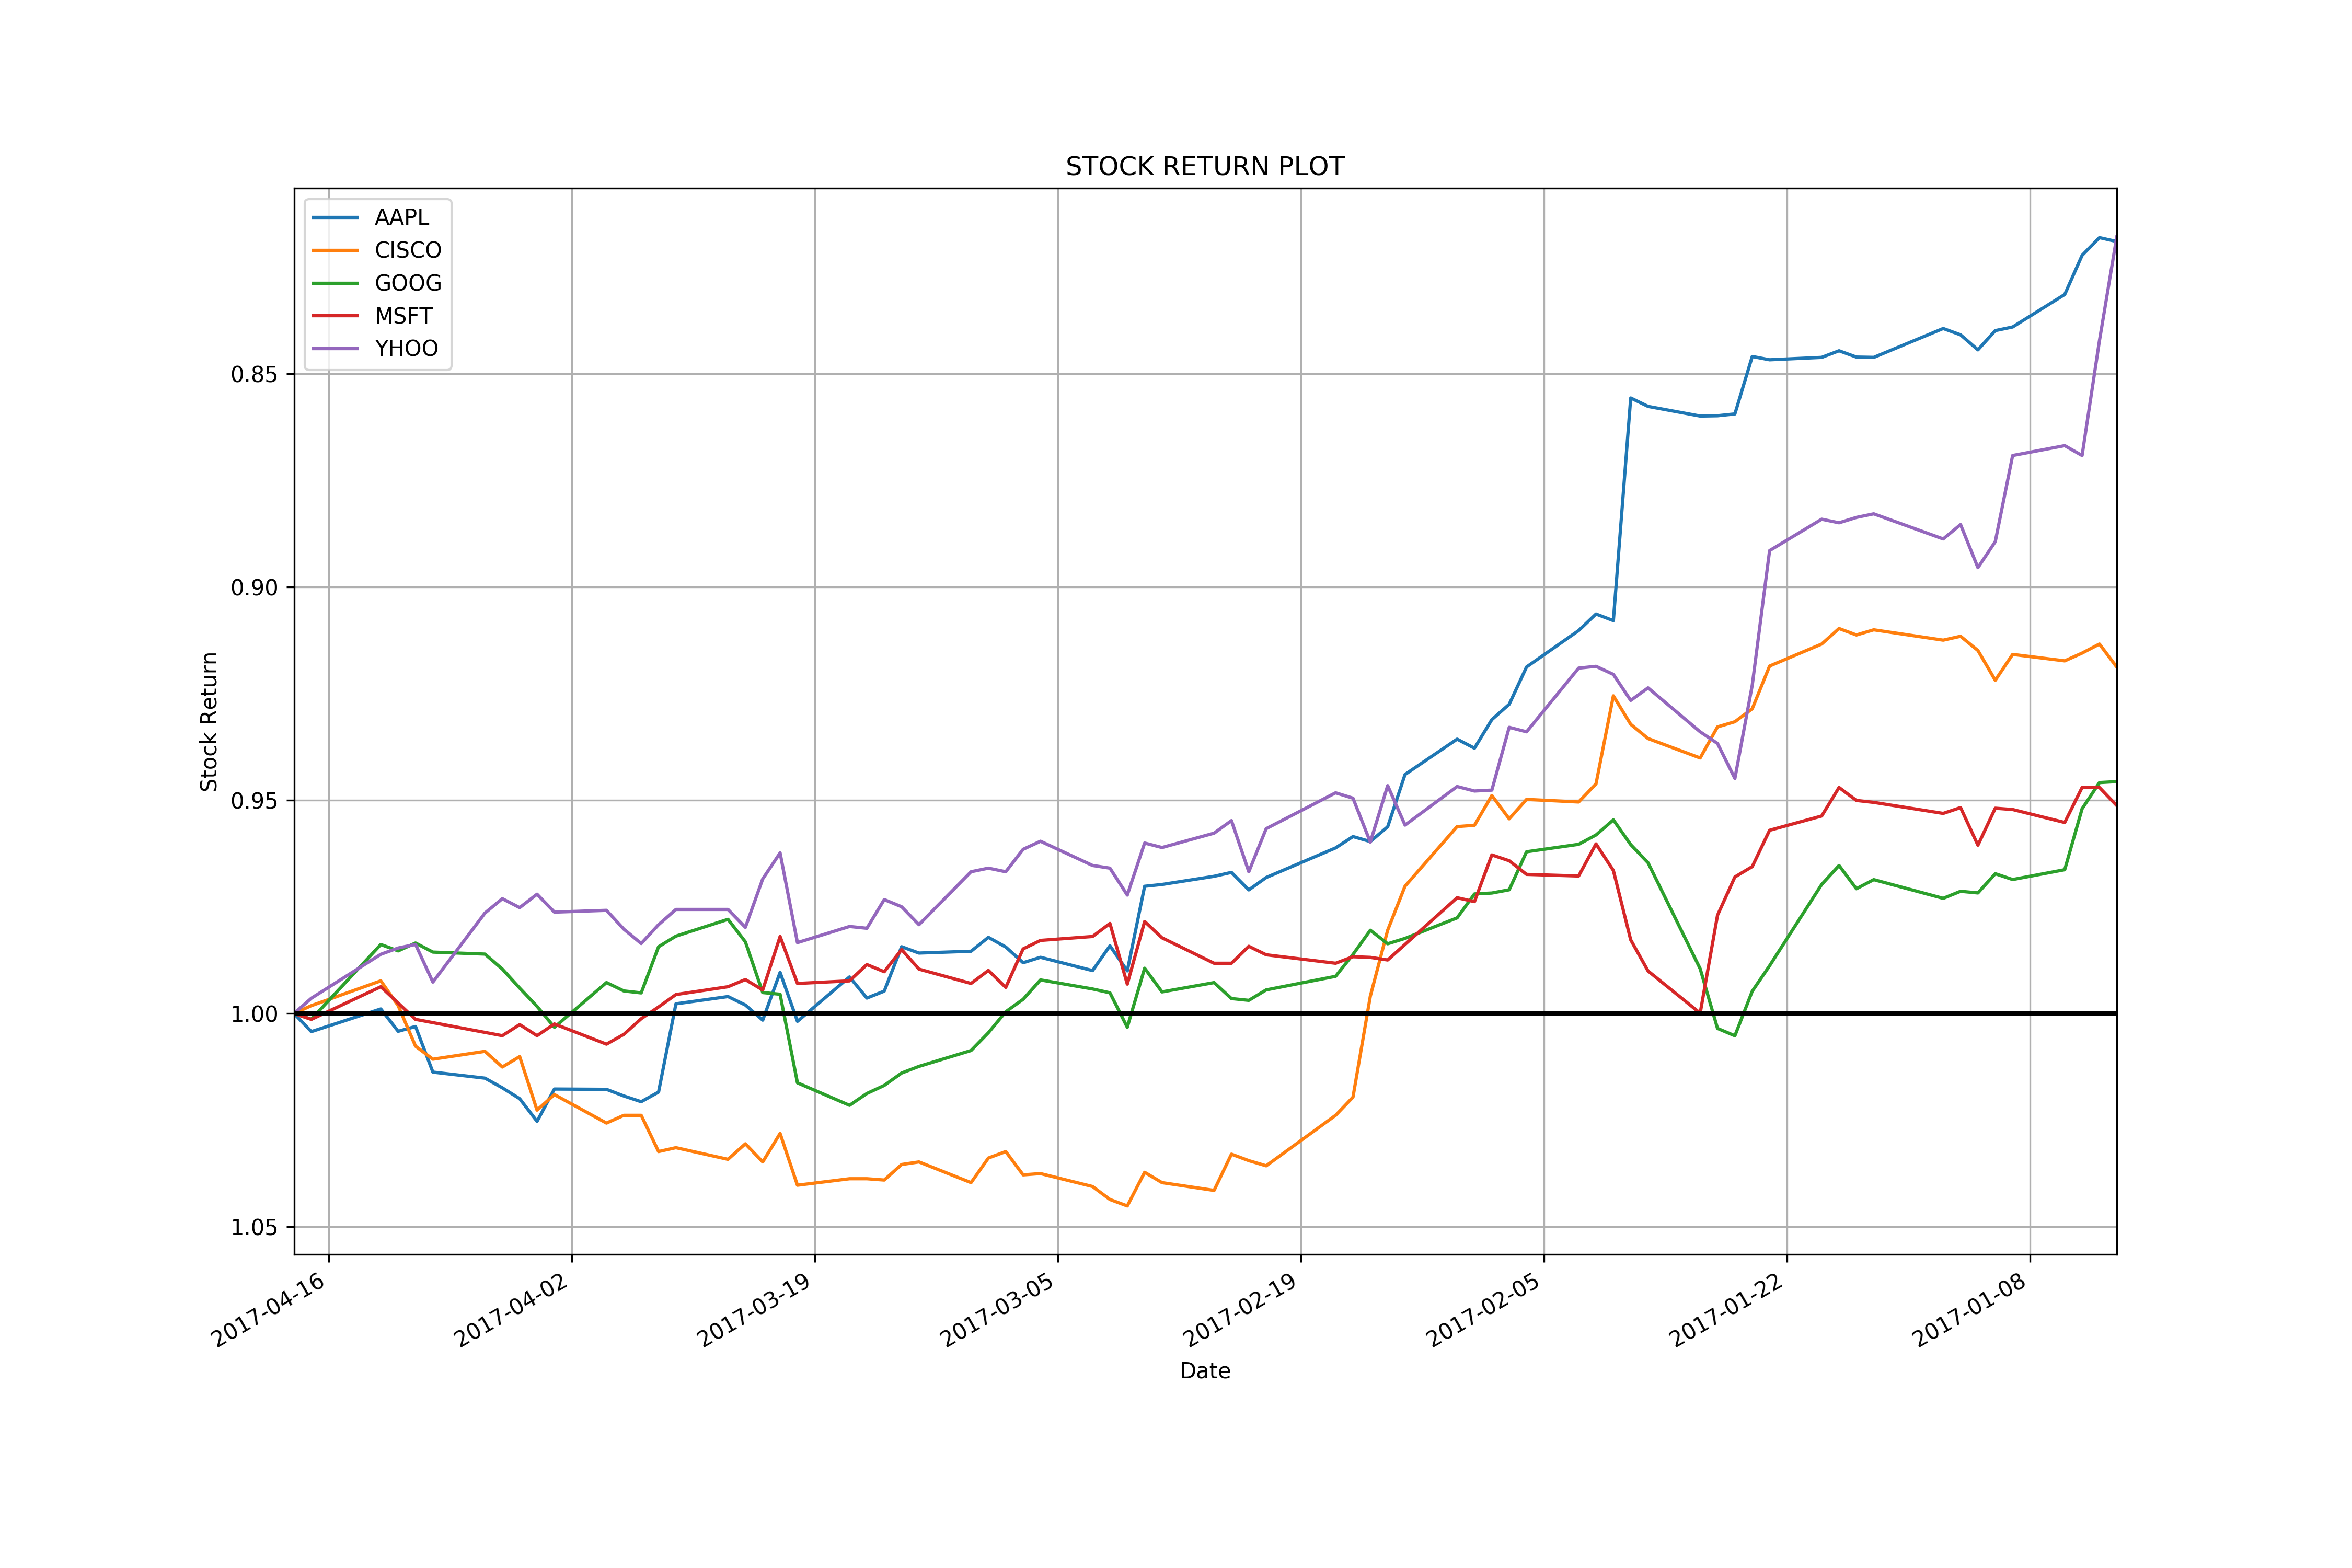 STOCK RETURN PLOT
AAPL
CISCO
GOOG
MSFT
YHOO
0.85
0.90
0.95
1.00
1.05
Stock Return
2017-04-16
2017-04-02
2017-03-19
2017-03-05
2017-02-19
2017-02-05
2017-01-22
2017-01-08
Date